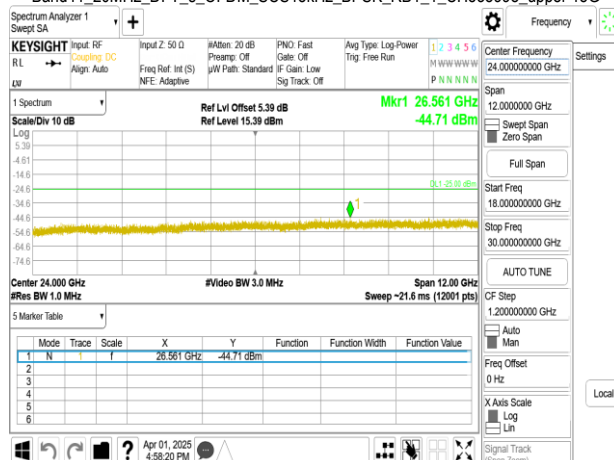 Spectrum Analyzer 1
Swept SA
Frequency
KEYSIGHT
RL
Input: RF
Coupling: DC
Align: Auto
Input Z: 50 Ω
Freq Ref: Int (S)
NFE: Adaptive
#Atten: 20 dB
Preamp: Off
µW Path: Standard
PNO: Fast
Gate: Off
IF Gain: Low
Sig Track: Off
Avg Type: Log-Power
Trig: Free Run
1 2 3 4 5 6
M W W W W W
P N N N N N
Center Frequency
24.000000000 GHz
Settings
Span
12.0000000 GHz
Swept Span
Zero Span
Full Span
Start Freq
18.000000000 GHz
Stop Freq
30.000000000 GHz
AUTO TUNE
CF Step
1.200000000 GHz
Auto
Man
Freq Offset
0 Hz
X Axis Scale
Log
Lin
Signal Track
Local
1 Spectrum
Scale/Div 10 dB
Ref Lvl Offset 5.39 dB
Ref Level 15.39 dBm
Mkr1 26.561 GHz
-44.71 dBm
Log
5.39
-4.61
-14.6
-24.6
-34.6
-44.6
-54.6
-64.6
-74.6
DL1 -25.00 dBm
1
Center 24.000 GHz
#Res BW 1.0 MHz
#Video BW 3.0 MHz
Span 12.00 GHz
Sweep ~21.6 ms (12001 pts)
5 Marker Table
Mode Trace Scale X Y Function Function Width Function Value
1 N 1 f 26.561 GHz -44.71 dBm
2
3
4
5
6
Apr 01, 2025
4:58:20 PM